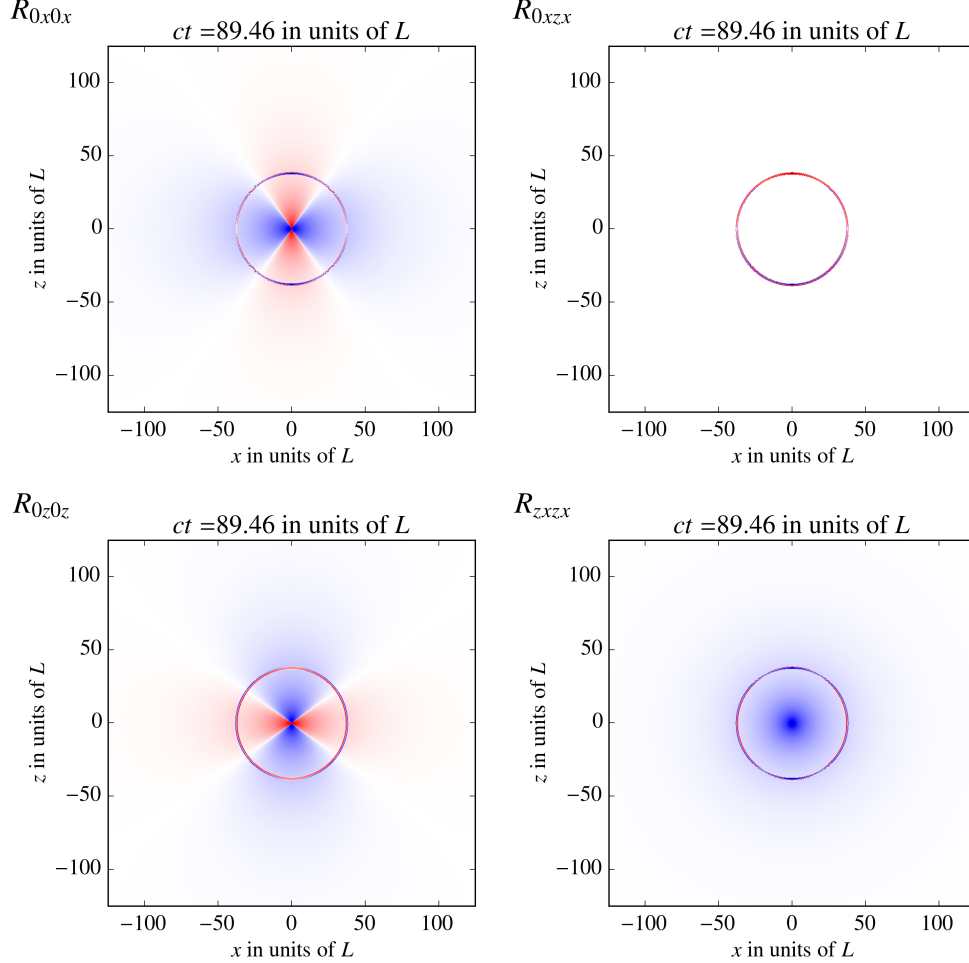 R0x0x
ct =89.46 in units of L
100
50
0
−50
−100
z in units of L
−100 −50 0 50 100
x in units of L
R0xzx
ct =89.46 in units of L
100
50
0
−50
−100
z in units of L
−100 −50 0 50 100
x in units of L
R0z0z
ct =89.46 in units of L
100
50
0
−50
−100
z in units of L
−100 −50 0 50 100
x in units of L
Rzxzx
ct =89.46 in units of L
100
50
0
−50
−100
z in units of L
−100 −50 0 50 100
x in units of L